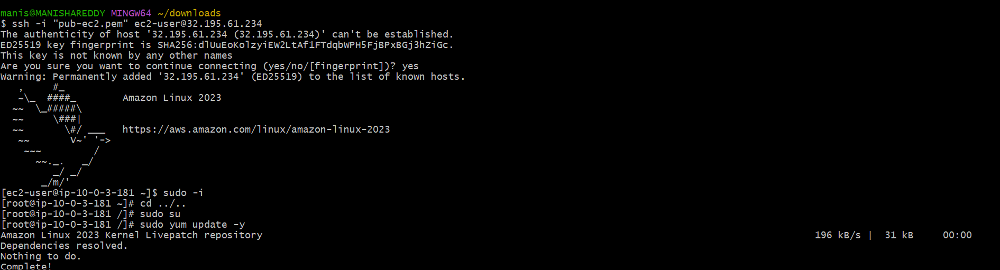 manis@MANISHAREDDY MINGW64 ~/downloads
$ ssh -i "pub-ec2.pem" ec2-user@32.195.61.234
The authenticity of host '32.195.61.234 (32.195.61.234)' can't be established.
ED25519 key fingerprint is SHA256:dlUuEoKolzyiEW2LtAf1FTdqbWPH5FjBPxBGj3hZiGc.
This key is not known by any other names
Are you sure you want to continue connecting (yes/no/[fingerprint])? yes
Warning: Permanently added '32.195.61.234' (ED25519) to the list of known hosts.
   ,     #_
   ~\_  ####_        Amazon Linux 2023
  ~~  \_#####\
  ~~     \###|
  ~~       \#/ ___   https://aws.amazon.com/linux/amazon-linux-2023
   ~~       V~' '->
    ~~~         /
      ~~._.   _/
         _/ _/
       _/m/'
[ec2-user@ip-10-0-3-181 ~]$ sudo -i
[root@ip-10-0-3-181 ~]# cd ../..
[root@ip-10-0-3-181 /]# sudo su
[root@ip-10-0-3-181 /]# sudo yum update -y
Amazon Linux 2023 Kernel Livepatch repository 196 kB/s | 31 kB 00:00
Dependencies resolved.
Nothing to do.
Complete!